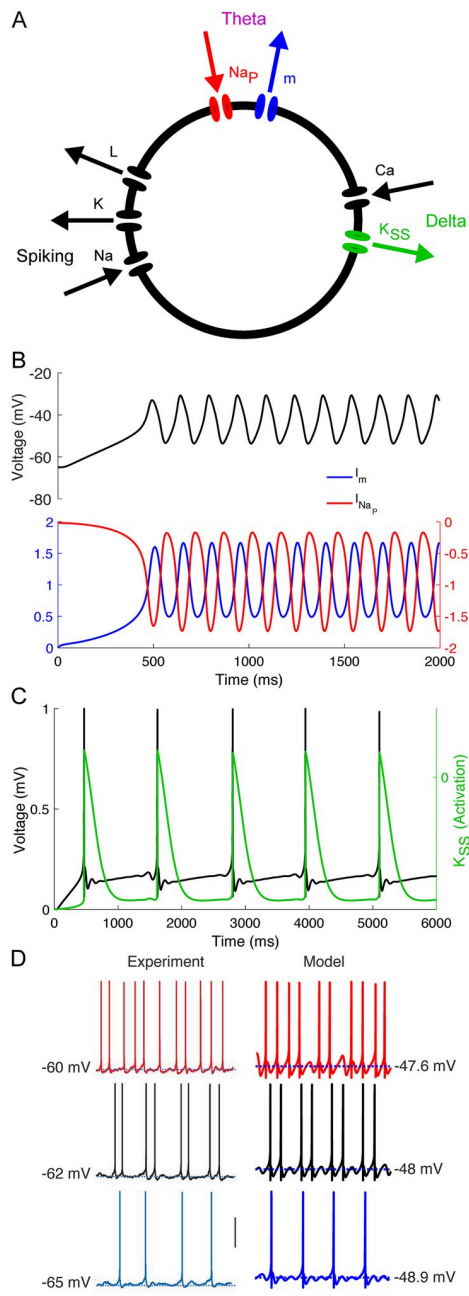 A
Theta
NaP
m
L
K
Spiking
Na
Ca
KSS
Delta
B
Voltage (mV)
-20
-40
-60
-80
Im
INaP
2
1.5
1
0.5
0
0
-0.5
-1
-1.5
-2
0 500 1000 1500 2000
Time (ms)
C
Voltage (mV)
1
0.5
0
0
KSS (Activation)
0 1000 2000 3000 4000 5000 6000
Time (ms)
D
Experiment Model
-60 mV -47.6 mV
-62 mV -48 mV
-65 mV -48.9 mV